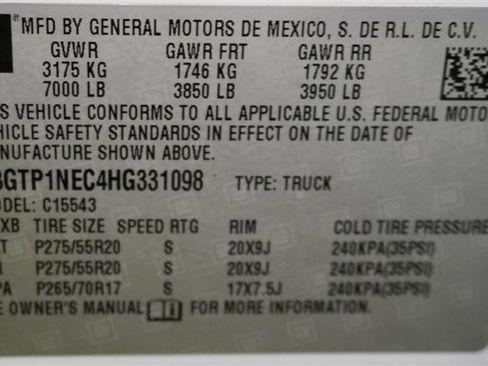 ® MFD BY GENERAL MOTORS DE MEXICO, S. DE R.L. DE C.V.
GVWR GAWR FRT GAWR RR
3175 KG 1746 KG 1792 KG
7000 LB 3850 LB 3950 LB
S VEHICLE CONFORMS TO ALL APPLICABLE U.S. FEDERAL MOTO
HICLE SAFETY STANDARDS IN EFFECT ON THE DATE OF
NUFACTURE SHOWN ABOVE.
GTP1NEC4HG331098 TYPE: TRUCK
DEL: C15543
XB TIRE SIZE SPEED RTG RIM COLD TIRE PRESSURE
T P275/55R20 S 20X9J 240KPA(35PSI)
P275/55R20 S 20X9J 240KPA(35PSI)
PA P265/70R17 S 17X7.5J 240KPA(35PSI)
E OWNER'S MANUAL FOR MORE INFORMATION.